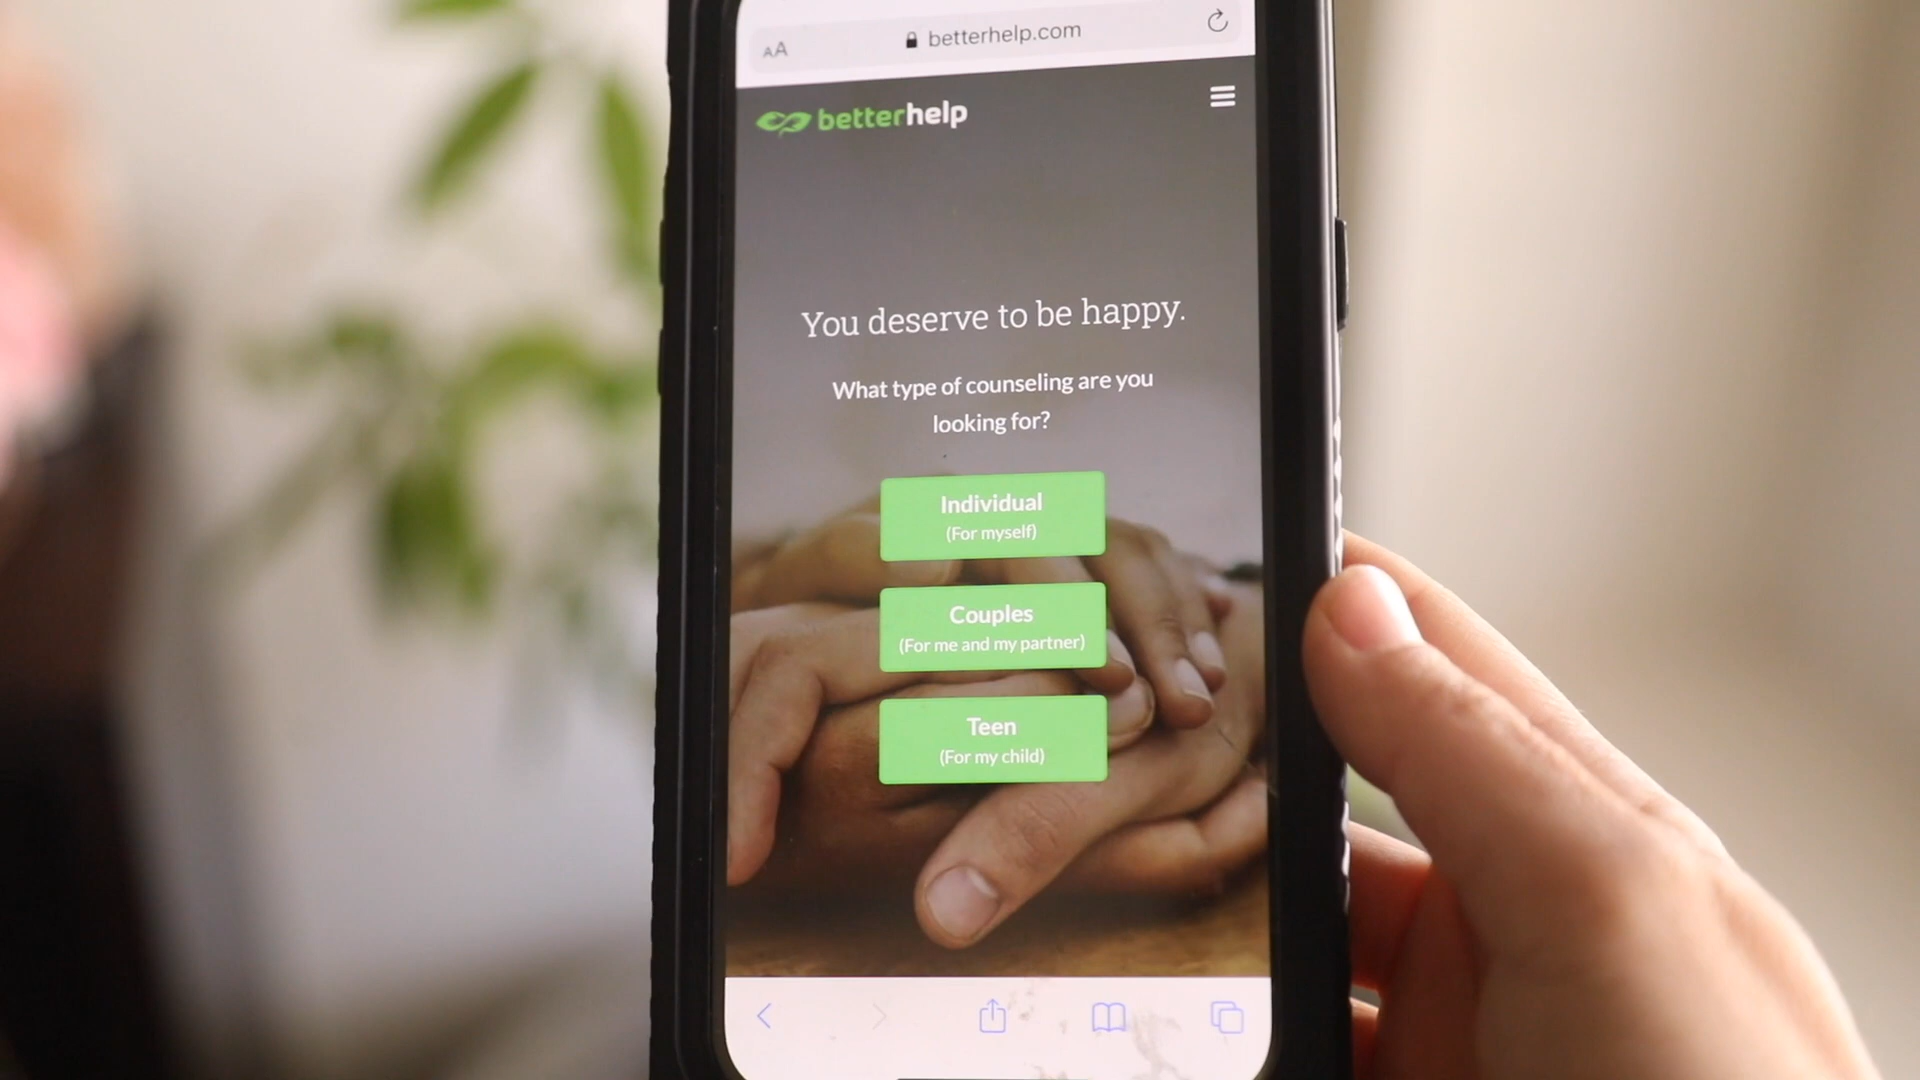 AA betterhelp.com
betterhelp
You deserve to be happy.
What type of counseling are you
looking for?
Individual
(For myself)
Couples
(For me and my partner)
Teen
(For my child)